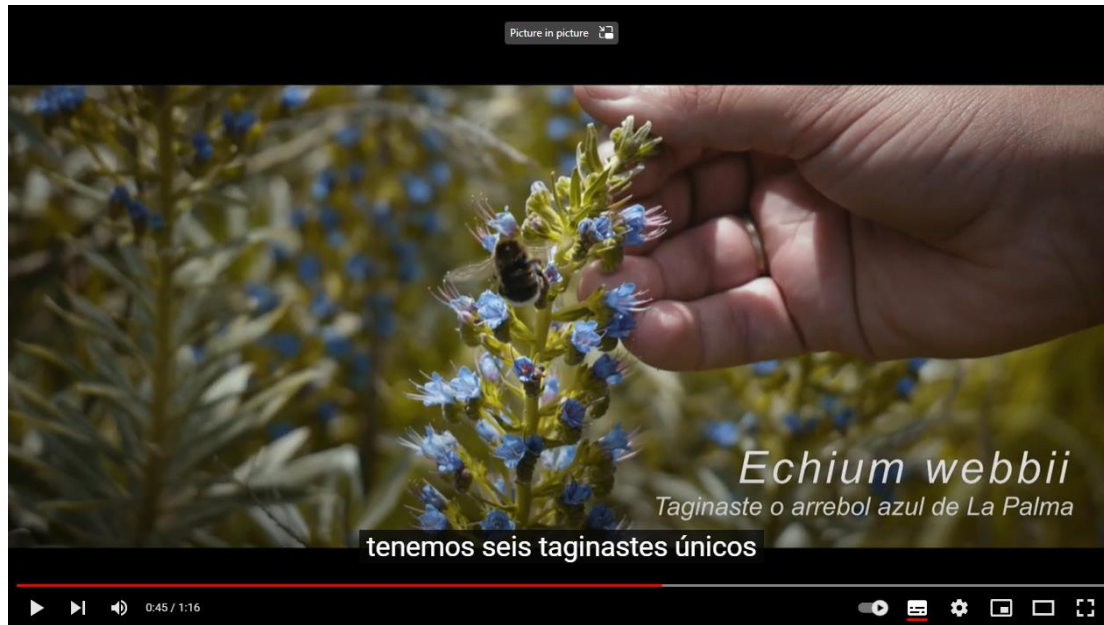 Picture in picture
Echium webbii
Taginaste o arrebol azul de La Palma
tenemos seis taginastes únicos
0:45 / 1:16